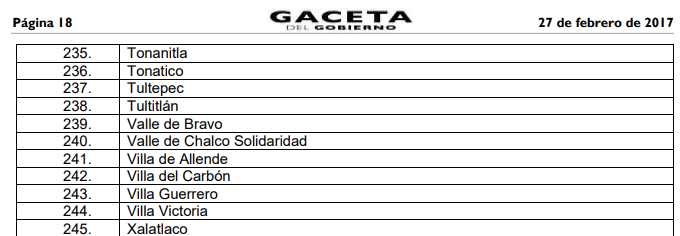 Página 18
GACETA
DEL GOBIERNO
27 de febrero de 2017
235. Tonanitla
236. Tonatico
237. Tultepec
238. Tultitlán
239. Valle de Bravo
240. Valle de Chalco Solidaridad
241. Villa de Allende
242. Villa del Carbón
243. Villa Guerrero
244. Villa Victoria
245. Xalatlaco